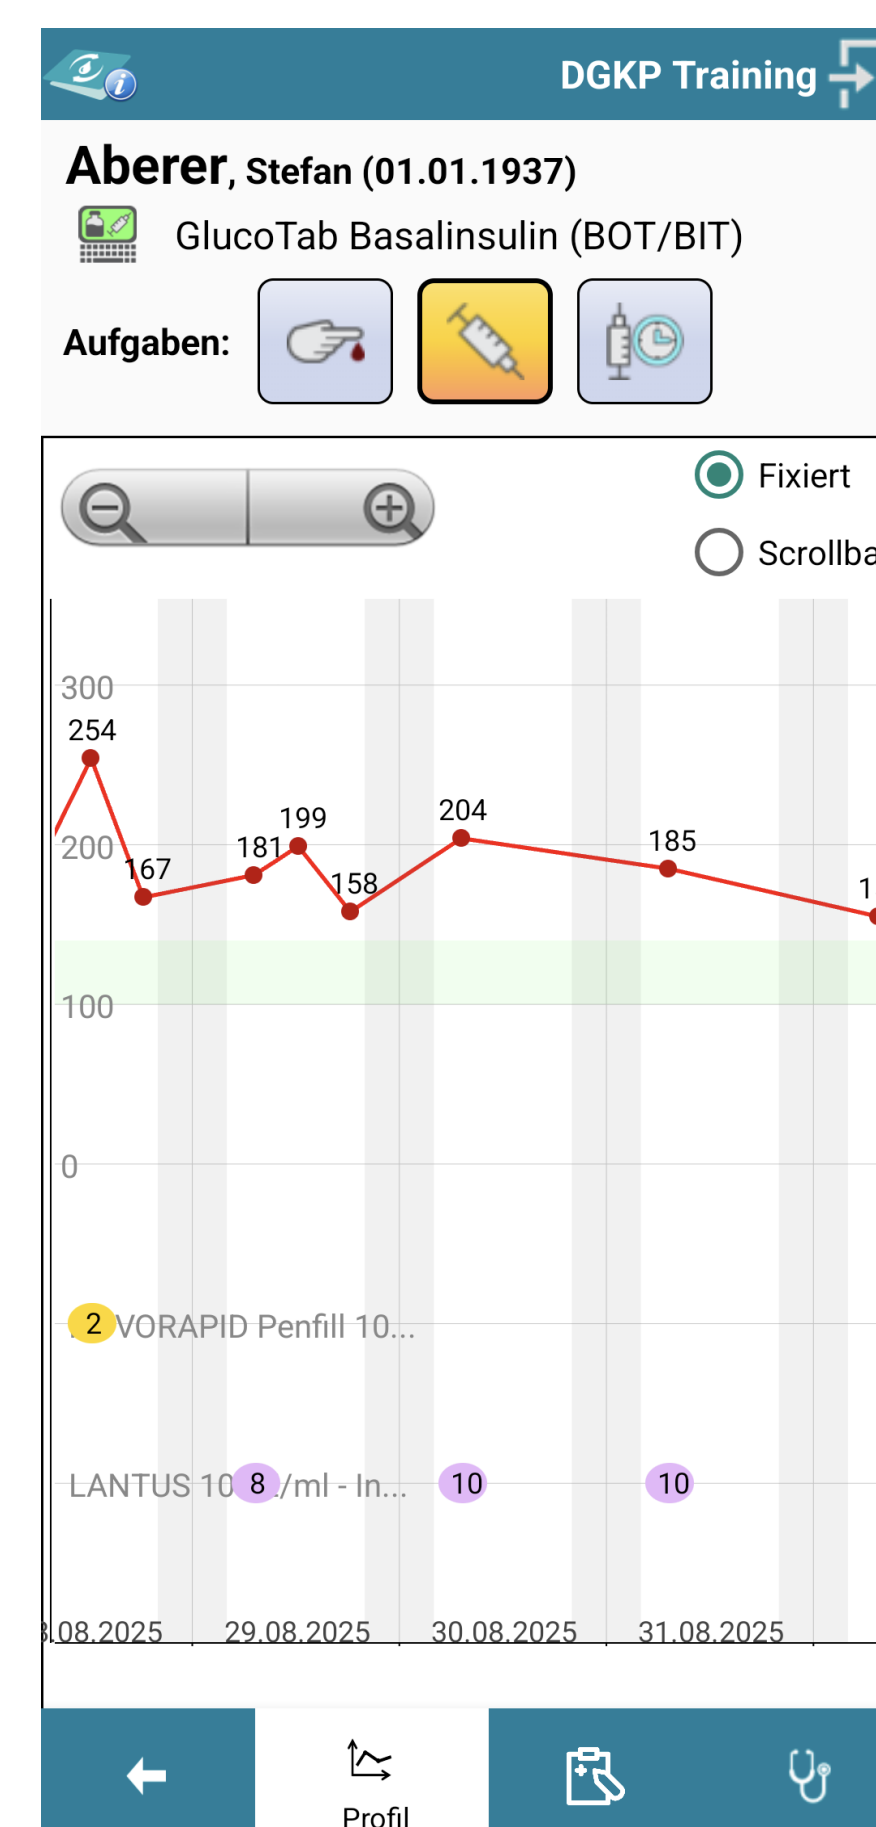 DGKP Training
Aberer, Stefan (01.01.1937)
GlucoTab Basalinsulin (BOT/BIT)
Aufgaben:
Fixiert
Scrollba
300
254
199
204
200
181
185
167
158
1
100
0
2 VORAPID Penfill 10...
LANTUS 10 8 /ml - In...
10
10
.08.2025
29.08.2025
30.08.2025
31.08.2025
Profil